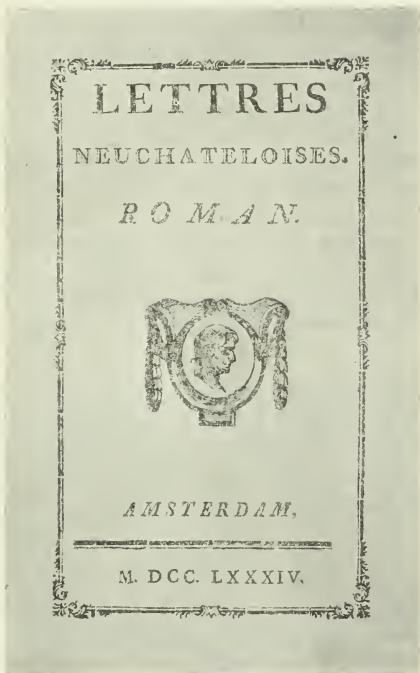 LETTRES
NEUCHATELOISES.
ROMAN.
AMSTERDAM,
M. DCC. LXXXIV.